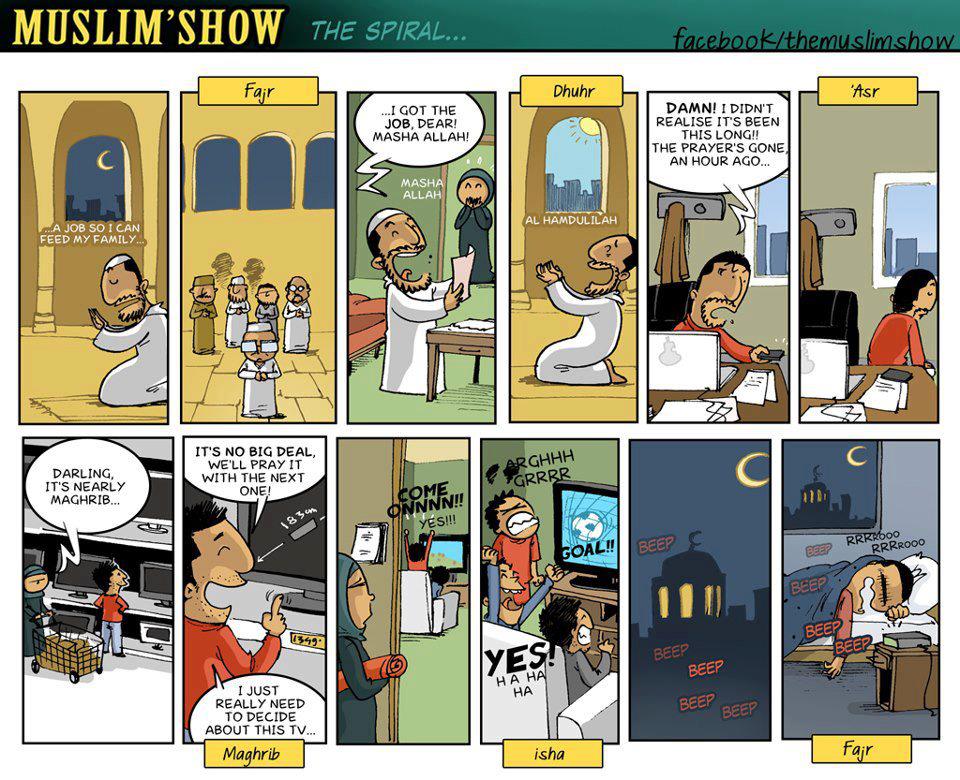 MUSLIM'SHOW
THE SPIRAL...
facebook/themuslimshow
...A JOB SO I CAN
FEED MY FAMILY...
Fajr
...I GOT THE
JOB, DEAR!
MASHA ALLAH!
MASHA
ALLAH
Dhuhr
AL HAMDULILAH
DAMN! I DIDN'T
REALISE IT'S BEEN
THIS LONG!!
THE PRAYER'S GONE,
AN HOUR AGO...
'Asr
DARLING,
IT'S NEARLY
MAGHRIB...
IT'S NO BIG DEAL,
WE'LL PRAY IT
WITH THE NEXT
ONE!
183cm
1399€
I JUST
REALLY NEED
TO DECIDE
ABOUT THIS TV...
Maghrib
COME
ONNNN!!
YES!!!
ARGHHH
GRRRR
GOAL!!
YES!
HA HA
HA
isha
BEEP
BEEP
BEEP
BEEP
BEEP
RRRROOO
RRRROOO
BEEP
BEEP
BEEP
BEEP
Fajr